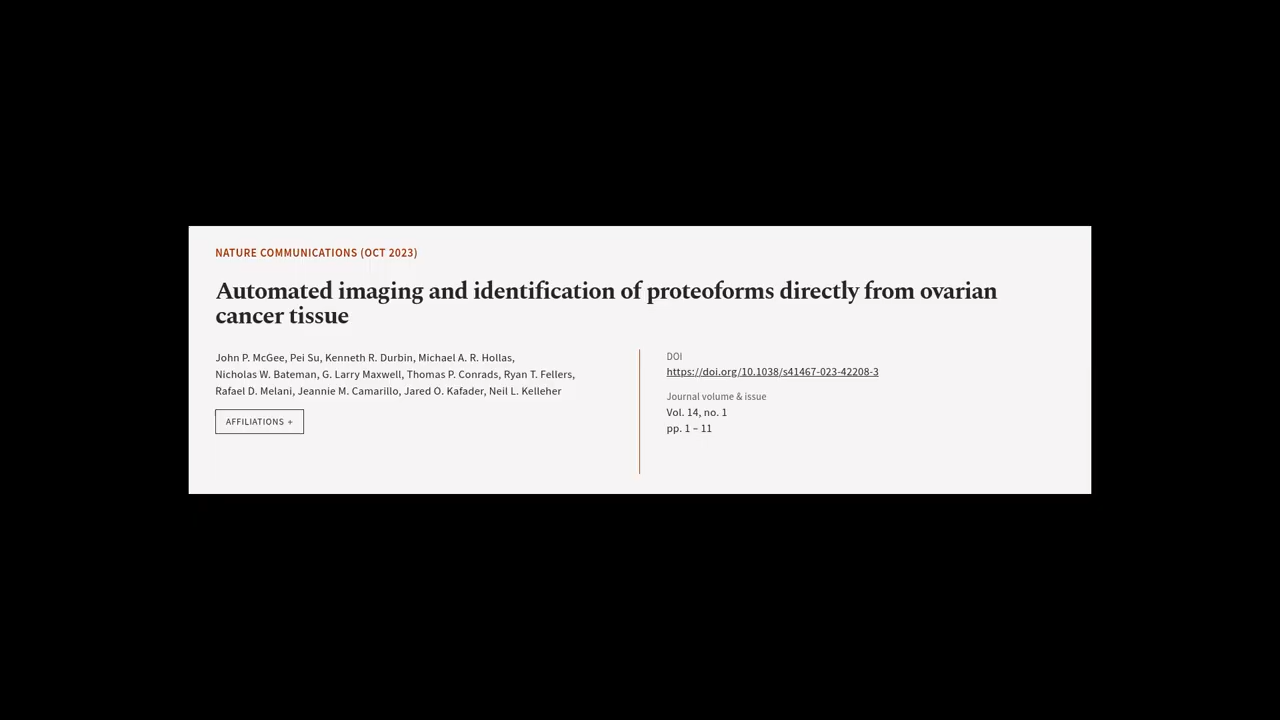 NATURE COMMUNICATIONS (OCT 2023)
Automated imaging and identification of proteoforms directly from ovarian
cancer tissue
John P. McGee, Pei Su, Kenneth R. Durbin, Michael A. R. Hollas,
Nicholas W. Bateman, G. Larry Maxwell, Thomas P. Conrads, Ryan T. Fellers,
Rafael D. Melani, Jeannie M. Camarillo, Jared O. Kafader, Neil L. Kelleher
AFFILIATIONS +
DOI
https://doi.org/10.1038/s41467-023-42208-3
Journal volume & issue
Vol. 14, no. 1
pp. 1 – 11